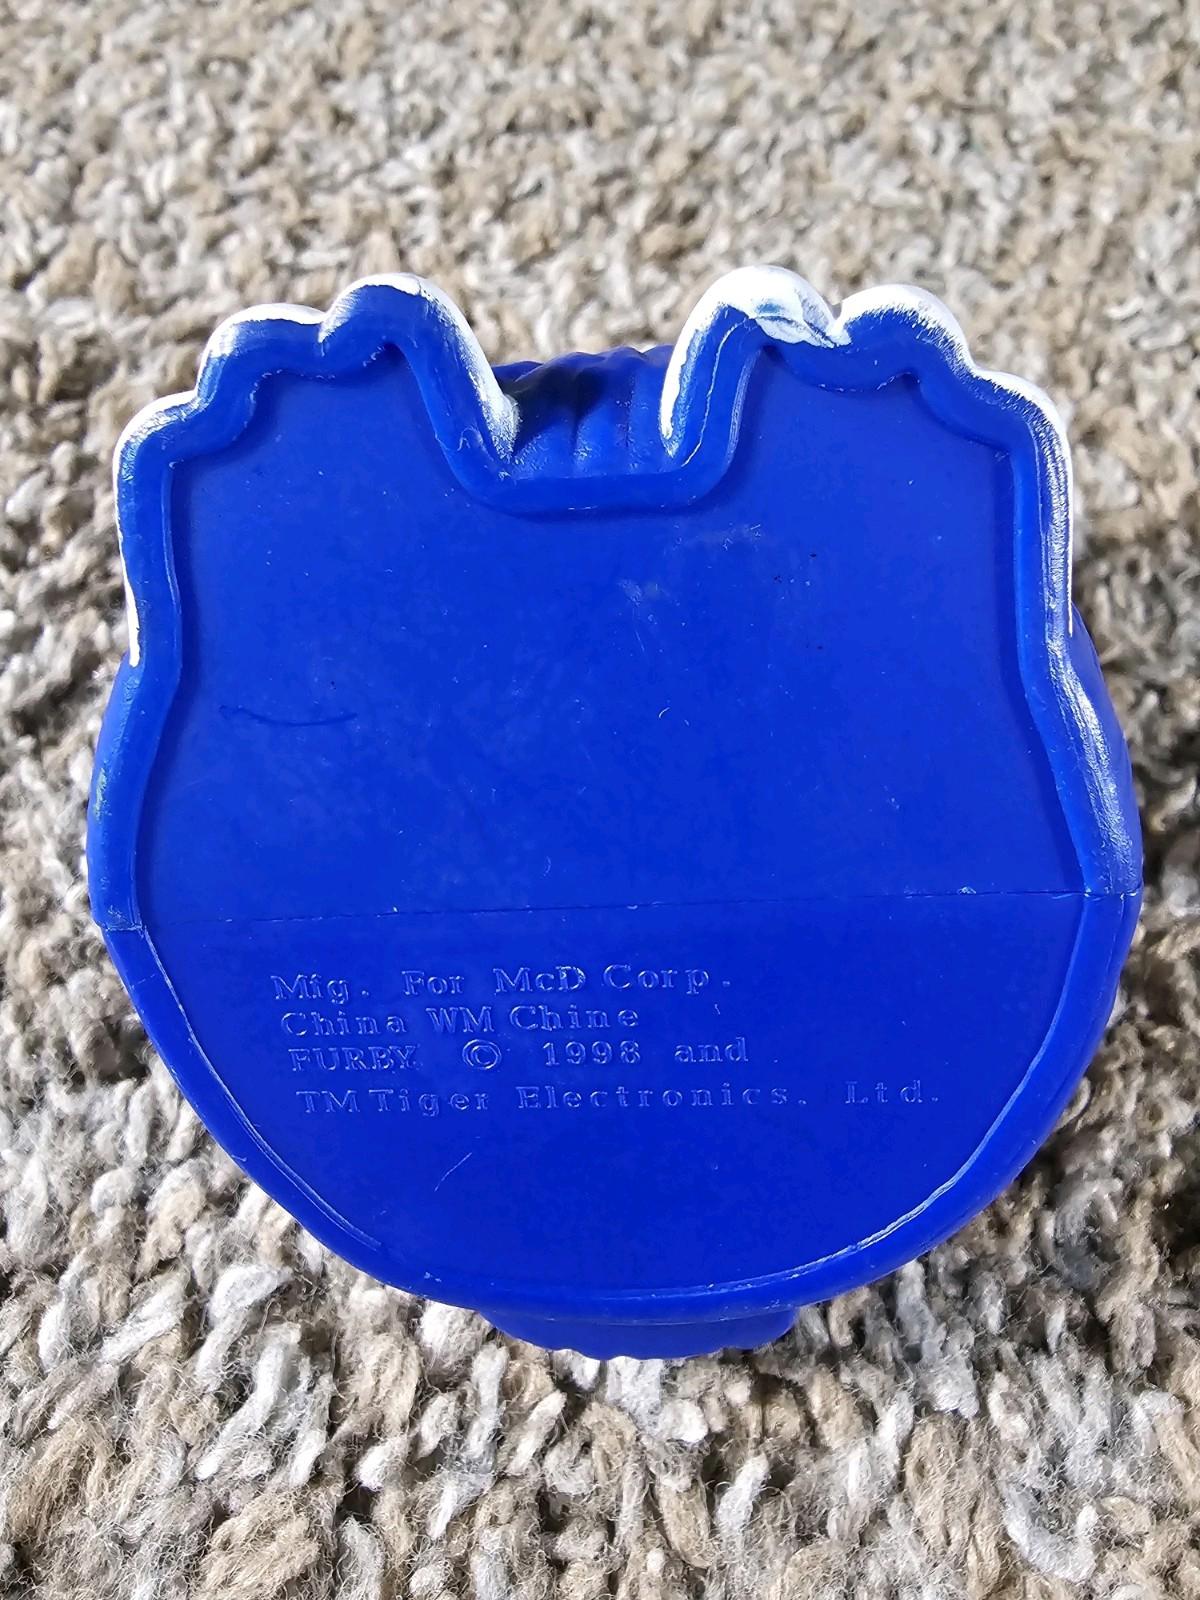 Mfg. For McD Corp.
China WM Chine
FURBY © 1998 and
TM Tiger Electronics. Ltd.